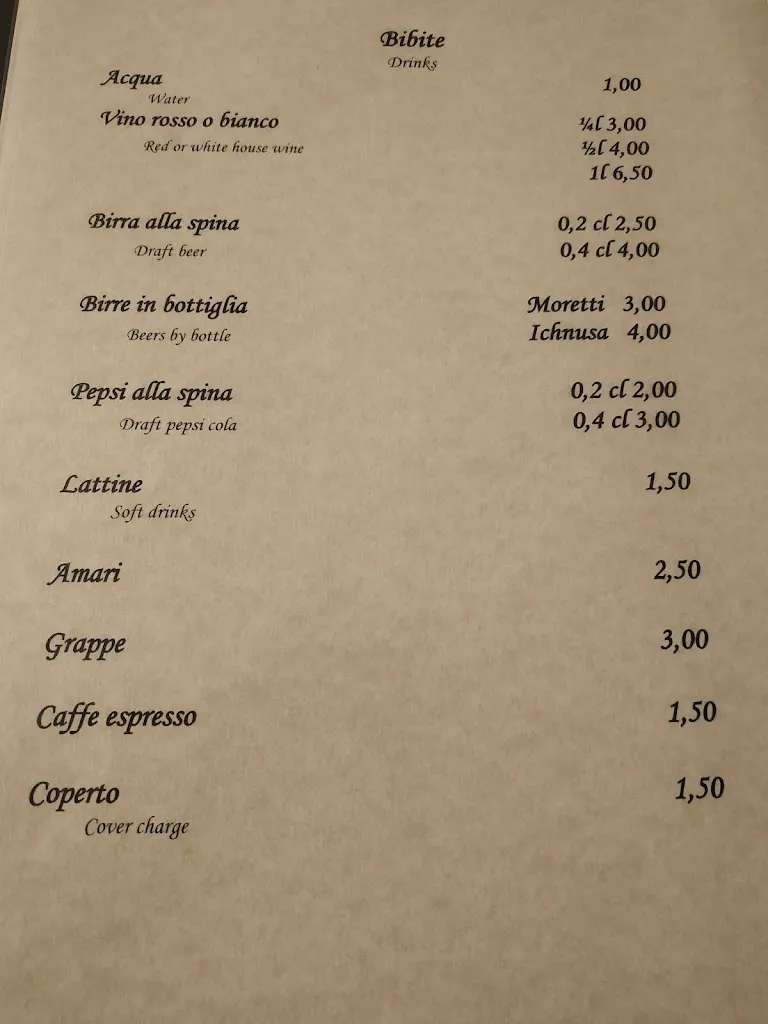 Bibite
Drinks
Acqua 1,00
Water
Vino rosso o bianco ¼l 3,00
Red or white house wine ½l 4,00
1l 6,50
Birra alla spina 0,2 cl 2,50
Draft beer 0,4 cl 4,00
Birre in bottiglia Moretti 3,00
Beers by bottle Ichnusa 4,00
Pepsi alla spina 0,2 cl 2,00
Draft pepsi cola 0,4 cl 3,00
Lattine 1,50
Soft drinks
Amari 2,50
Grappe 3,00
Caffe espresso 1,50
Coperto 1,50
Cover charge